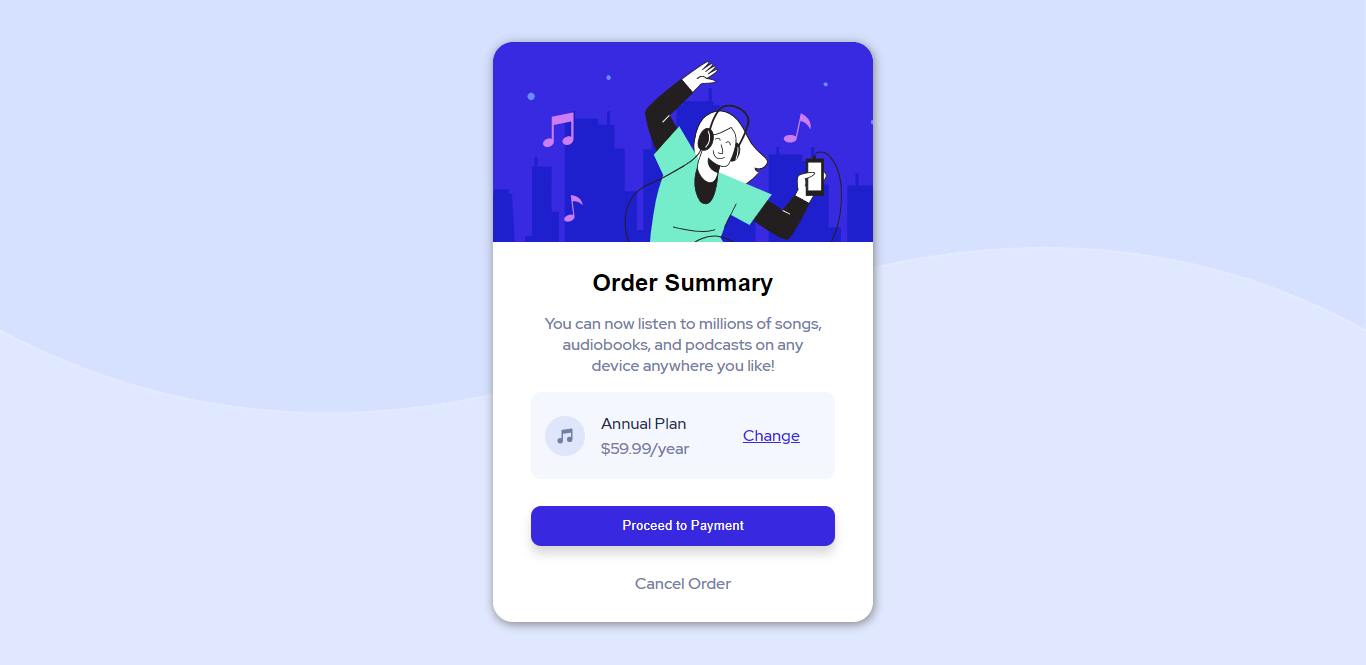 Order Summary
You can now listen to millions of songs,
audiobooks, and podcasts on any
device anywhere you like!
Annual Plan
$59.99/year
Change
Proceed to Payment
Cancel Order